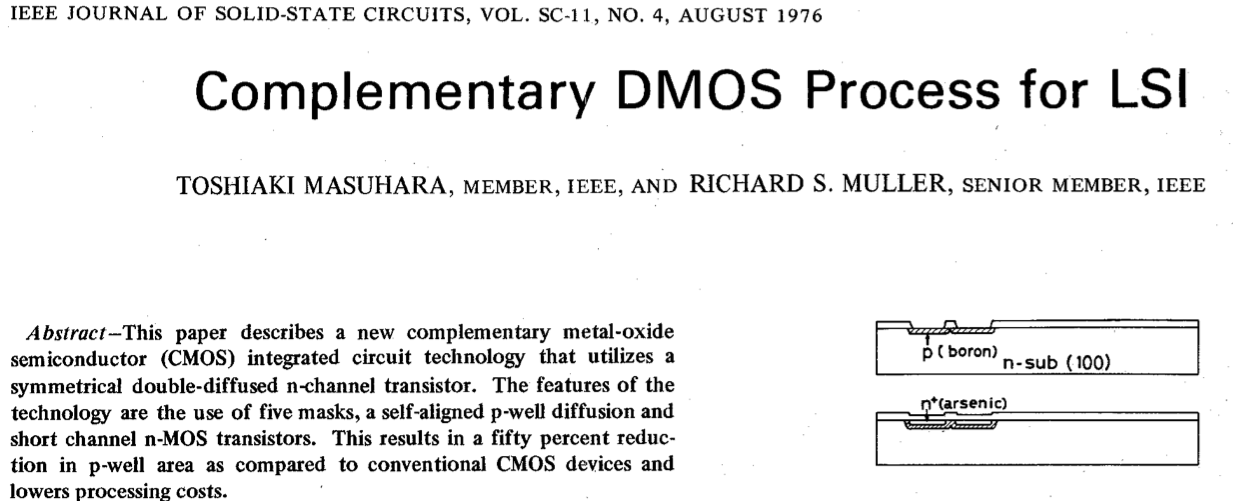 IEEE JOURNAL OF SOLID-STATE CIRCUITS, VOL. SC-11, NO. 4, AUGUST 1976
Complementary DMOS Process for LSI
TOSHIAKI MASUHARA, MEMBER, IEEE, AND RICHARD S. MULLER, SENIOR MEMBER, IEEE
Abstract—This paper describes a new complementary metal-oxide
semiconductor (CMOS) integrated circuit technology that utilizes a
symmetrical double-diffused n-channel transistor. The features of the
technology are the use of five masks, a self-aligned p-well diffusion and
short channel n-MOS transistors. This results in a fifty percent reduc-
tion in p-well area as compared to conventional CMOS devices and
lowers processing costs.
p (boron)
n-sub (100)
n+(arsenic)